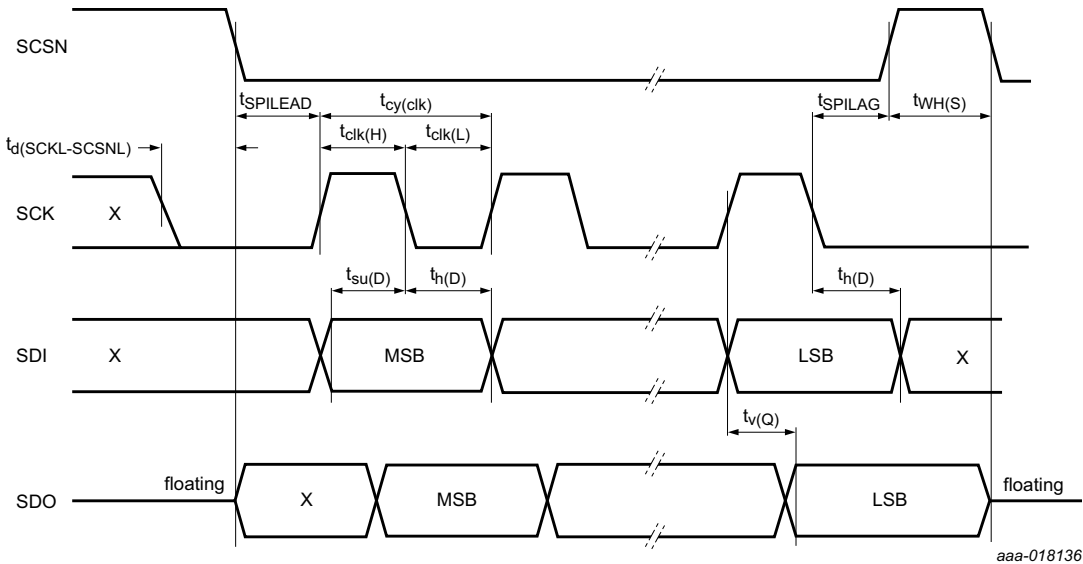 SCSN
tSPILEAD
tcy(clk)
tSPILAG
tWH(S)
td(SCKL-SCSNL)
tclk(H)
tclk(L)
SCK
X
tsu(D)
th(D)
th(D)
SDI
X
MSB
LSB
X
tv(Q)
SDO
floating
X
MSB
LSB
floating
aaa-018136